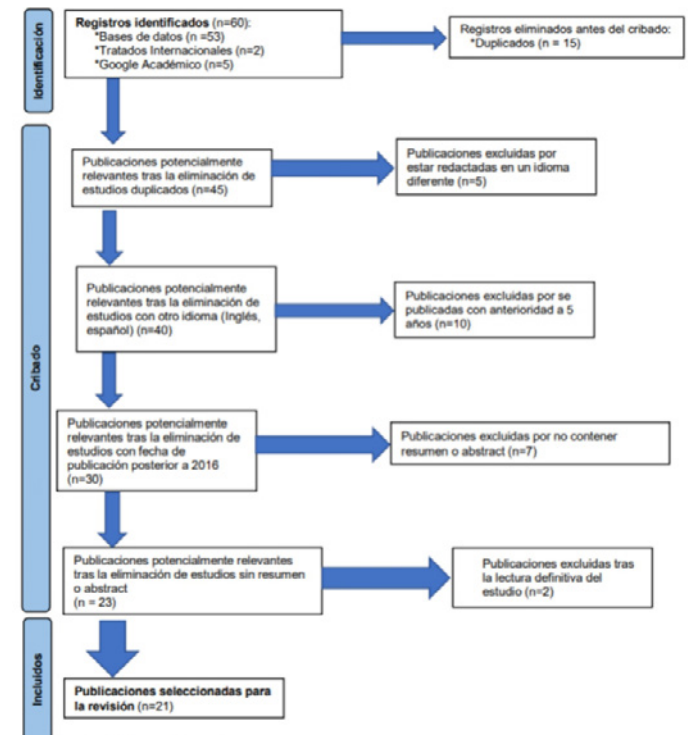 Identificación
Registros identificados (n=60):
*Bases de datos (n =53)
*Tratados Internacionales (n=2)
*Google Académico (n=5)
Registros eliminados antes del cribado:
*Duplicados (n = 15)
Cribado
Publicaciones potencialmente
relevantes tras la eliminación de
estudios duplicados (n=45)
Publicaciones excluidas por
estar redactadas en un idioma
diferente (n=5)
Publicaciones potencialmente
relevantes tras la eliminación de
estudios con otro idioma (Inglés,
español) (n=40)
Publicaciones excluidas por se
publicadas con anterioridad a 5
años (n=10)
Publicaciones potencialmente
relevantes tras la eliminación de
estudios con fecha de
publicación posterior a 2016
(n=30)
Publicaciones excluidas por no contener
resumen o abstract (n=7)
Publicaciones potencialmente relevantes
tras la eliminación de estudios sin resumen
o abstract
(n = 23)
Publicaciones excluidas tras
la lectura definitiva del
estudio (n=2)
Incluidos
Publicaciones seleccionadas para
la revisión (n=21)